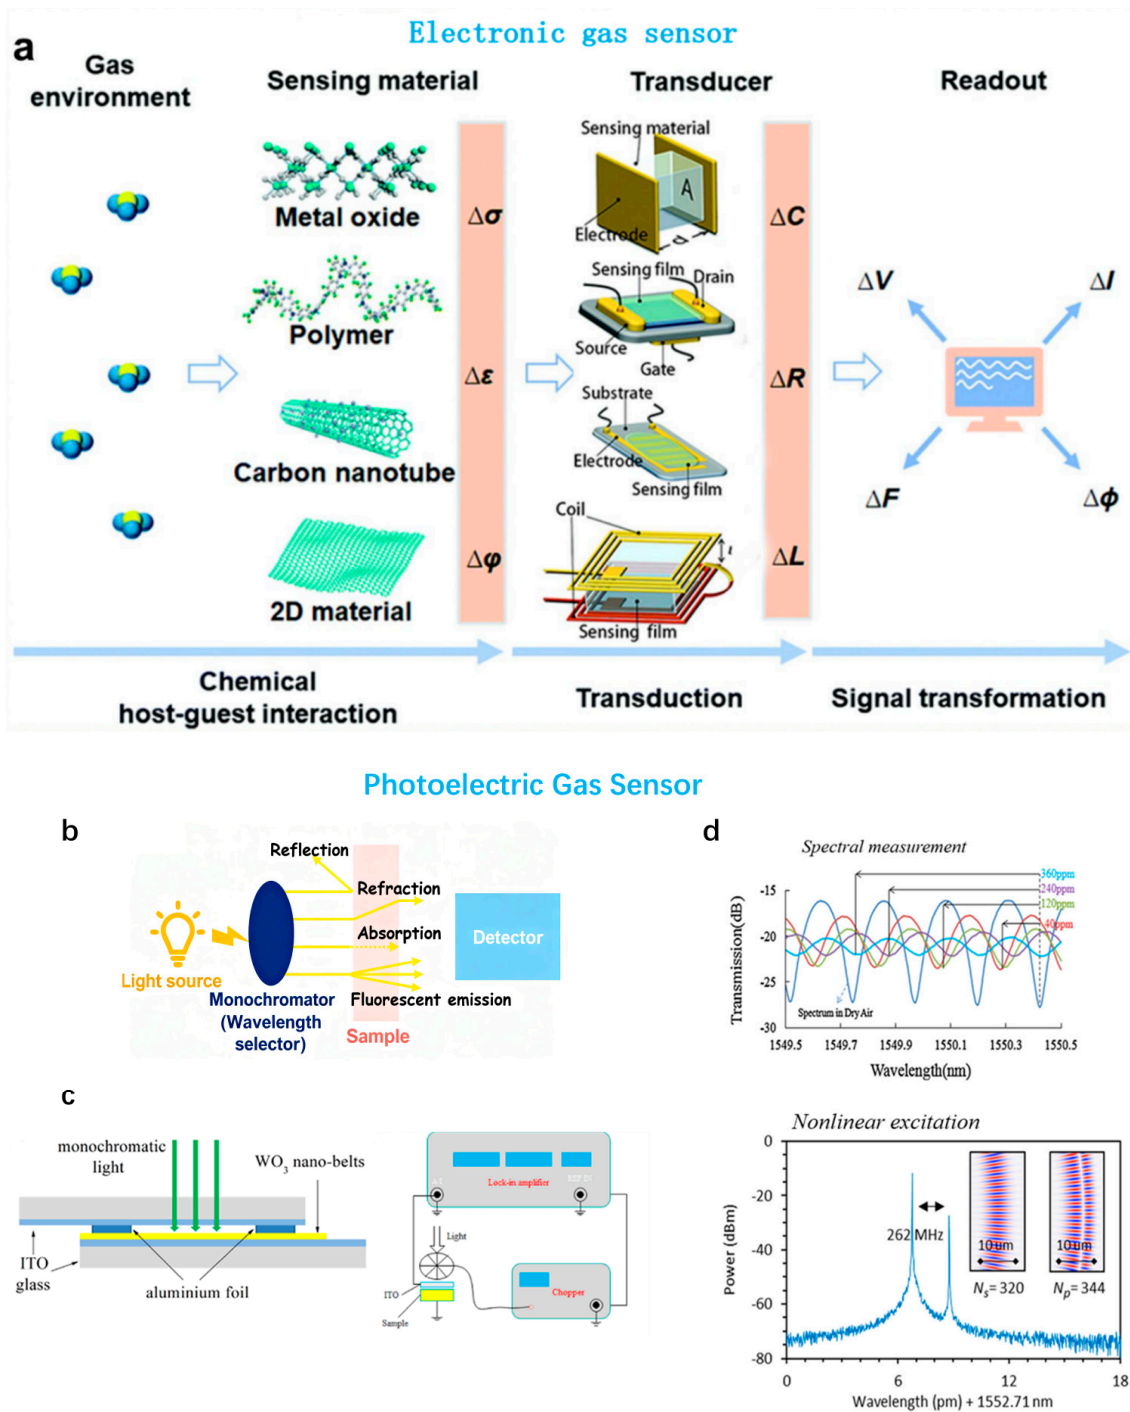 Electronic gas sensor
a
Gas
environment
Sensing material
Transducer
Readout
Metal oxide
Polymer
Carbon nanotube
2D material
Δσ
Δε
Δφ
Sensing material
A
Electrode
d
Sensing film
Drain
Source
Gate
Substrate
Electrode
Sensing film
Coil
l
Sensing film
ΔC
ΔR
ΔL
ΔV
ΔI
ΔF
Δϕ
Chemical
host-guest interaction
Transduction
Signal transformation
Photoelectric Gas Sensor
b
Reflection
Refraction
Absorption
Fluorescent emission
Light source
Monochromator
(Wavelength
selector)
Sample
Detector
c
monochromatic
light
WO₃ nano-belts
ITO
glass
aluminium foil
A-I
Lock-in amplifier
REF IN
Light
ITO
Sample
Chopper
d
Spectral measurement
360ppm
240ppm
120ppm
40ppm
Transmission(dB)
-15
-20
-25
-30
Spectrum in Dry Air
1549.5 1549.7 1549.9 1550.1 1550.3 1550.5
Wavelength(nm)
Nonlinear excitation
Power (dBm)
0
-20
-40
-60
-80
262 MHz
10 um
10 um
Nₛ= 320
Nₚ= 344
0 6 12 18
Wavelength (pm) + 1552.71 nm